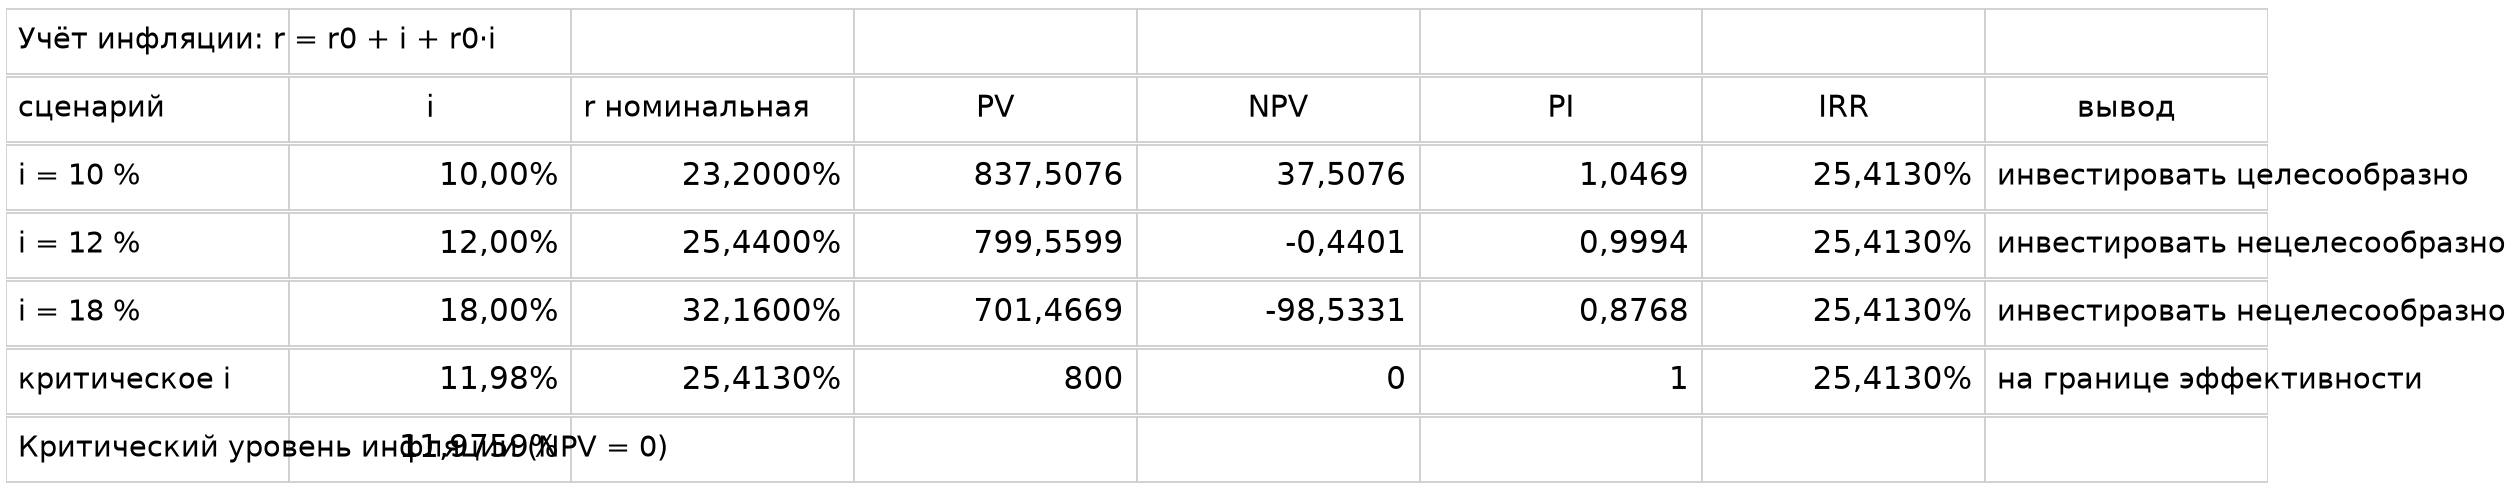 Учёт инфляции: r = r0 + i + r0·i
сценарий i r номинальная PV NPV PI IRR вывод
i = 10 % 10,00% 23,2000% 837,5076 37,5076 1,0469 25,4130% инвестировать целесообразно
i = 12 % 12,00% 25,4400% 799,5599 -0,4401 0,9994 25,4130% инвестировать нецелесообразно
i = 18 % 18,00% 32,1600% 701,4669 -98,5331 0,8768 25,4130% инвестировать нецелесообразно
критическое i 11,98% 25,4130% 800 0 1 25,4130% на границе эффективности
Критический уровень инфляции (NPV = 0) 11,9759%